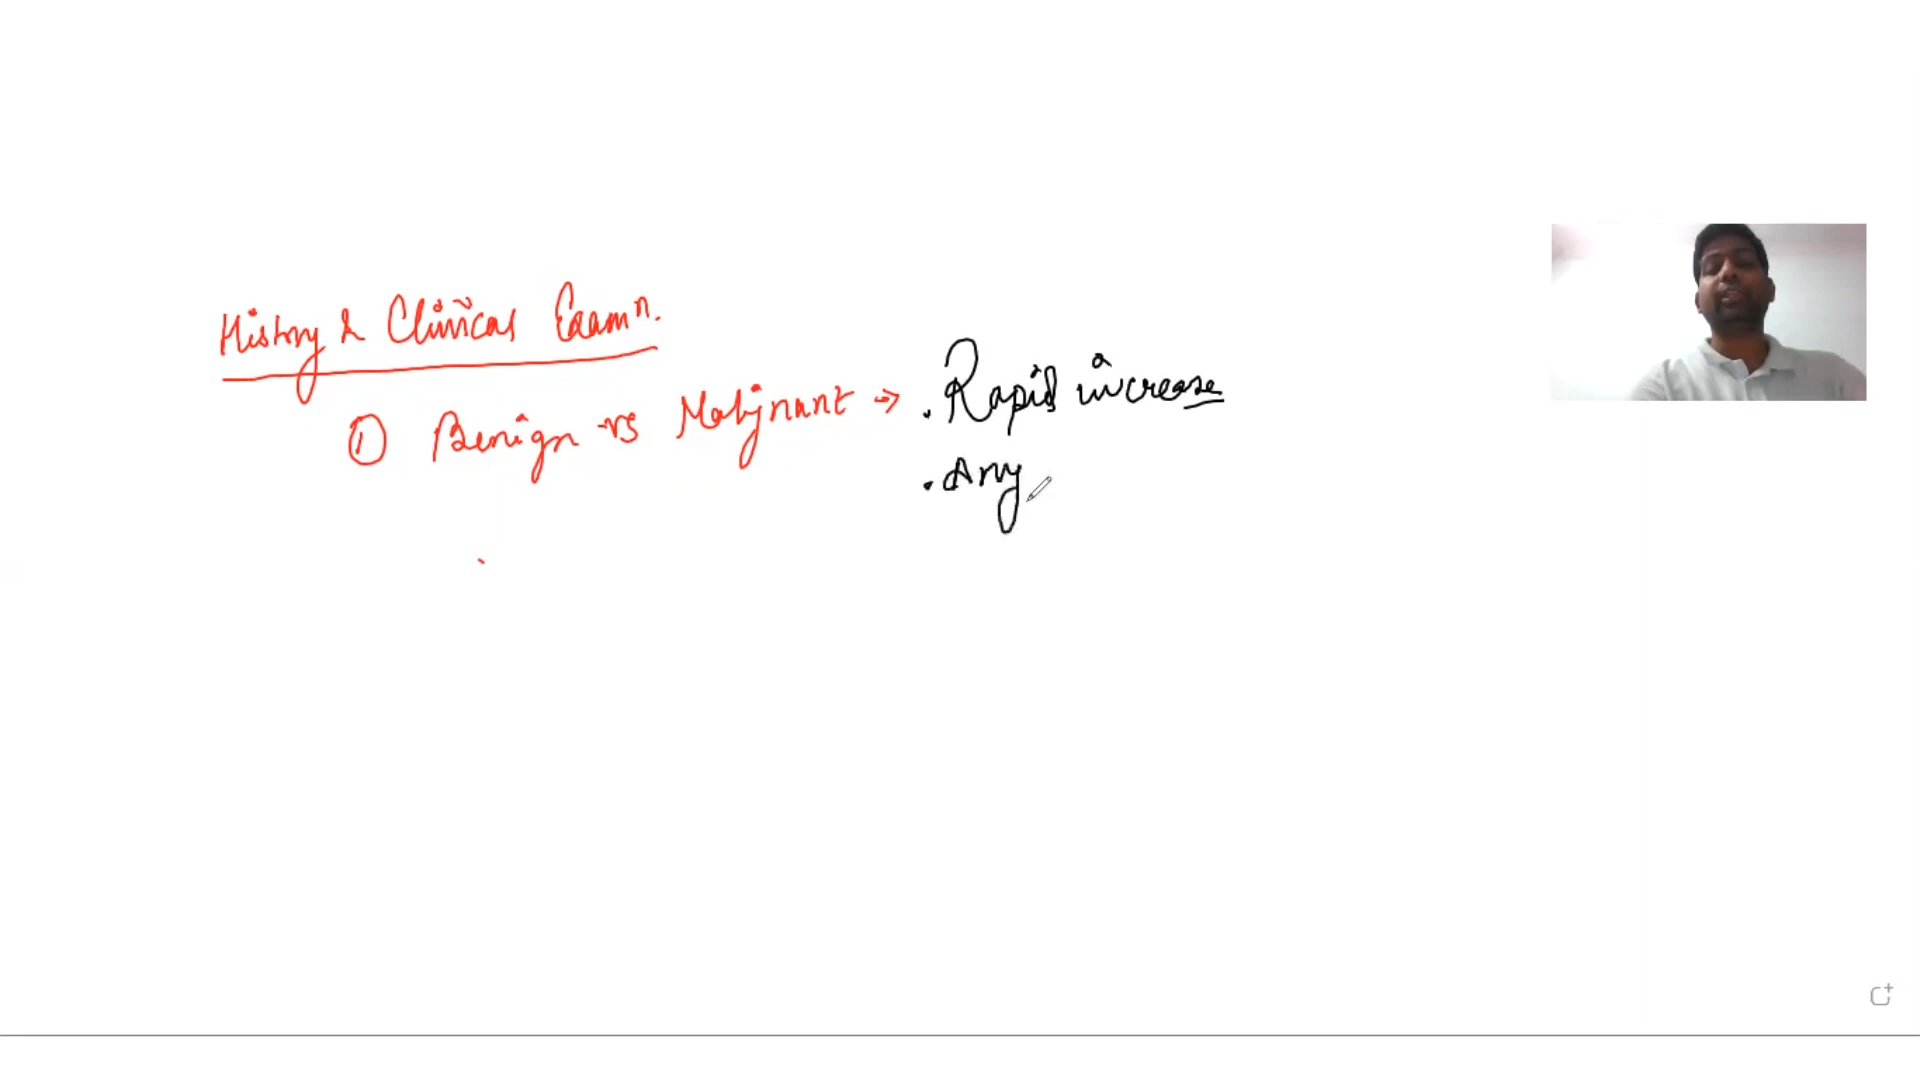 History & Clinical Examn.
① Benign vs Malignant → . Rapid increase
. Any